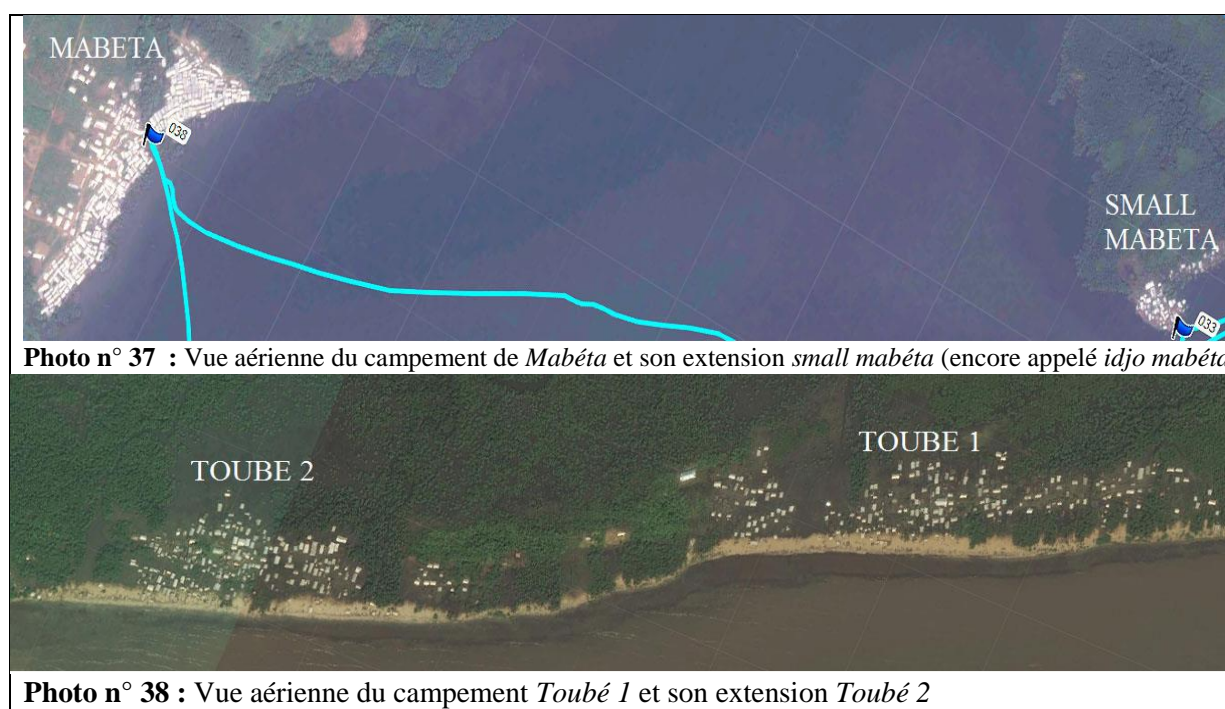 MABETA
038
SMALL
MABETA
033
Photo n° 37 : Vue aérienne du campement de Mabéta et son extension small mabéta (encore appelé idjo mabéta
TOUBE 2
TOUBE 1
Photo n° 38 : Vue aérienne du campement Toubé 1 et son extension Toubé 2